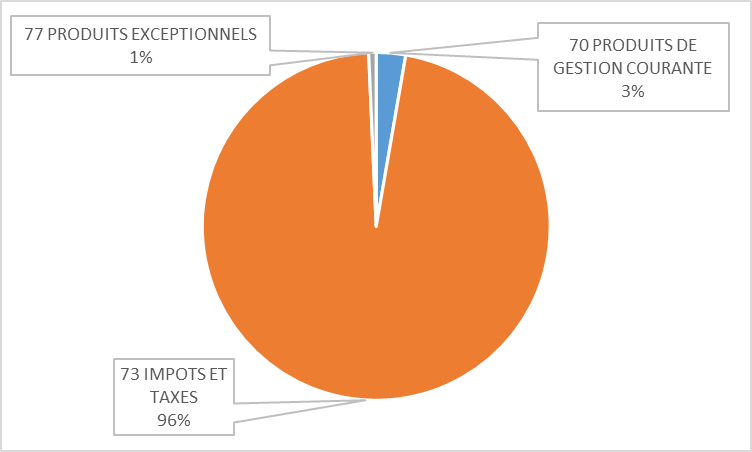 77 PRODUITS EXCEPTIONNELS
1%
70 PRODUITS DE
GESTION COURANTE
3%
73 IMPOTS ET
TAXES
96%